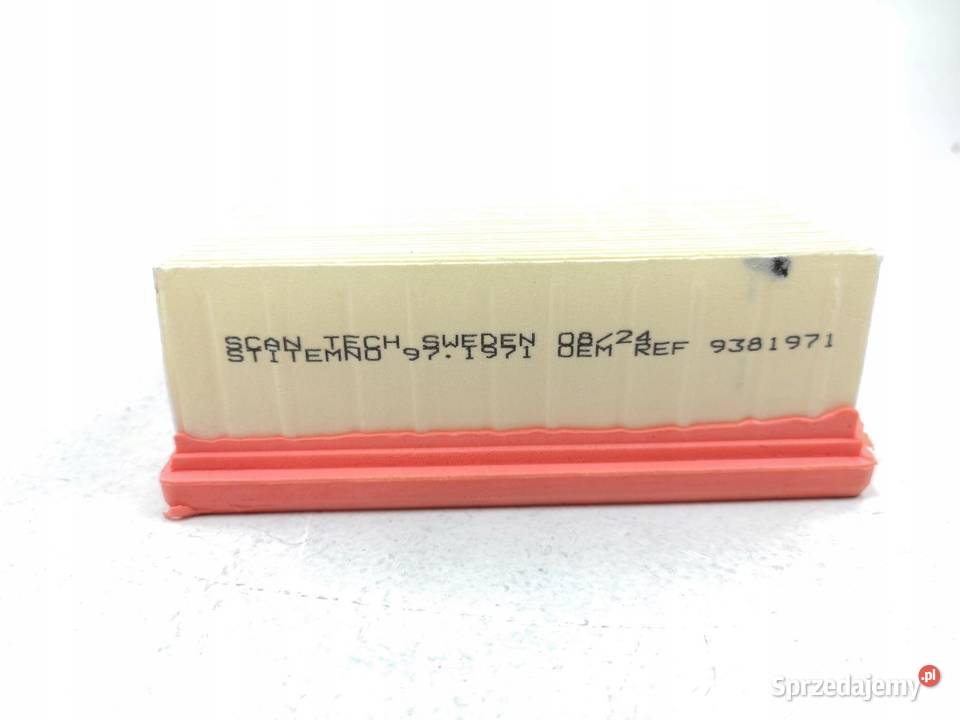 SCAN TECH SWEDEN 08/24
STITEMNO 97.1971 OEM REF 9381971
Sprzedajemy.pl